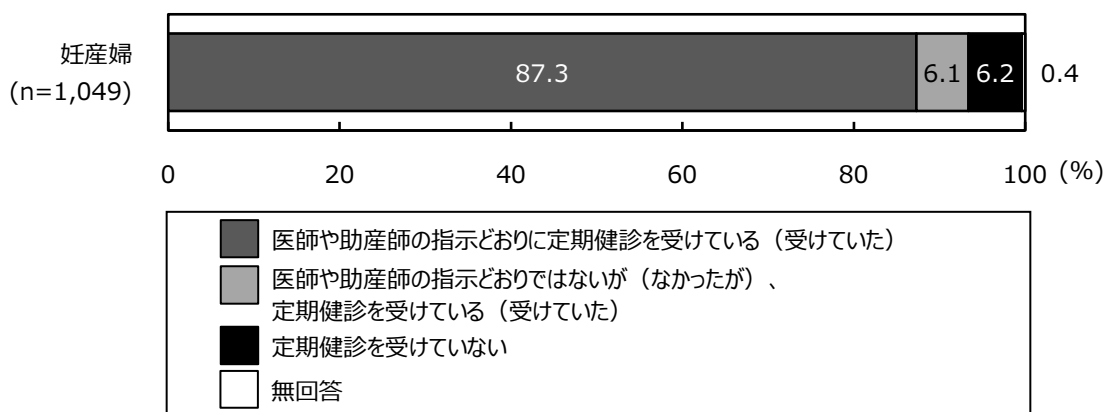 妊産婦
(n=1,049)
87.3
6.1
6.2
0.4
0 20 40 60 80 100 (%)
医師や助産師の指示どおりに定期健診を受けている（受けていた）
医師や助産師の指示どおりではないが（なかったが）、
定期健診を受けている（受けていた）
定期健診を受けていない
無回答